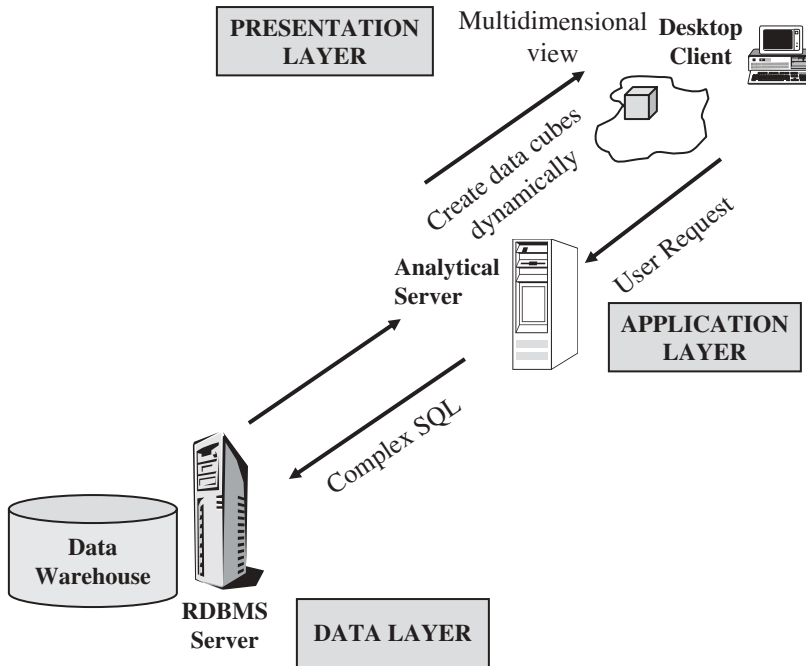 PRESENTATION
LAYER
Multidimensional
view
Desktop
Client
Create data cubes
dynamically
User Request
Analytical
Server
APPLICATION
LAYER
Complex SQL
Data
Warehouse
RDBMS
Server
DATA LAYER